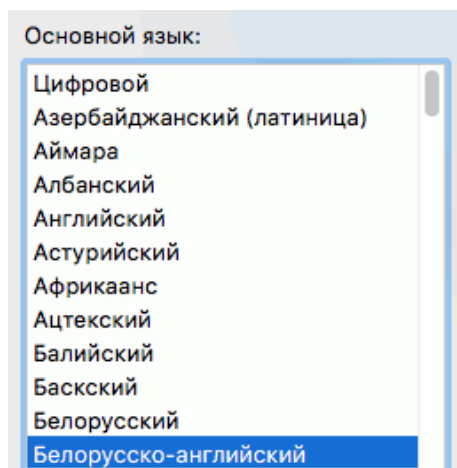 Основной язык:
Цифровой
Азербайджанский (латиница)
Аймара
Албанский
Английский
Астурийский
Африкаанс
Ацтекский
Балийский
Баскский
Белорусский
Белорусско-английский